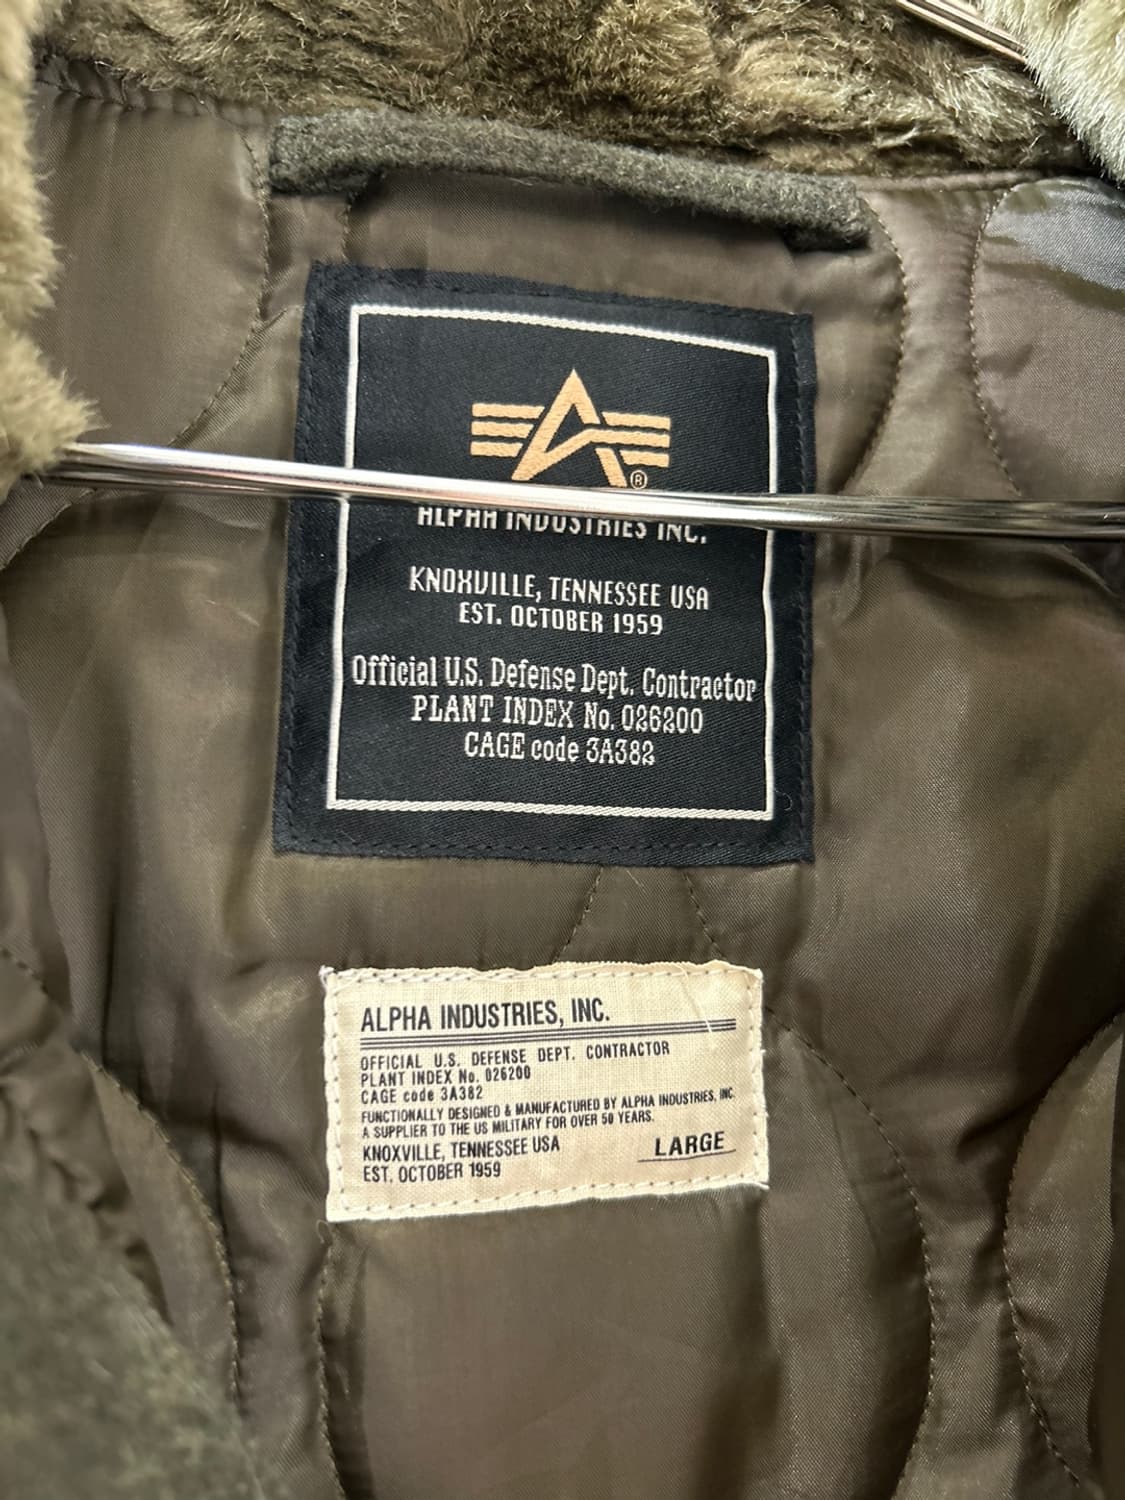 ®
ALPHA INDUSTRIES INC.
KNOXVILLE, TENNESSEE USA
EST. OCTOBER 1959
Official U.S. Defense Dept. Contractor
PLANT INDEX No. 026200
CAGE code 3A382
ALPHA INDUSTRIES, INC.
OFFICIAL U.S. DEFENSE DEPT. CONTRACTOR
PLANT INDEX No. 026200
CAGE code 3A382
FUNCTIONALLY DESIGNED & MANUFACTURED BY ALPHA INDUSTRIES, INC.
A SUPPLIER TO THE US MILITARY FOR OVER 50 YEARS.
KNOXVILLE, TENNESSEE USA
EST. OCTOBER 1959
LARGE